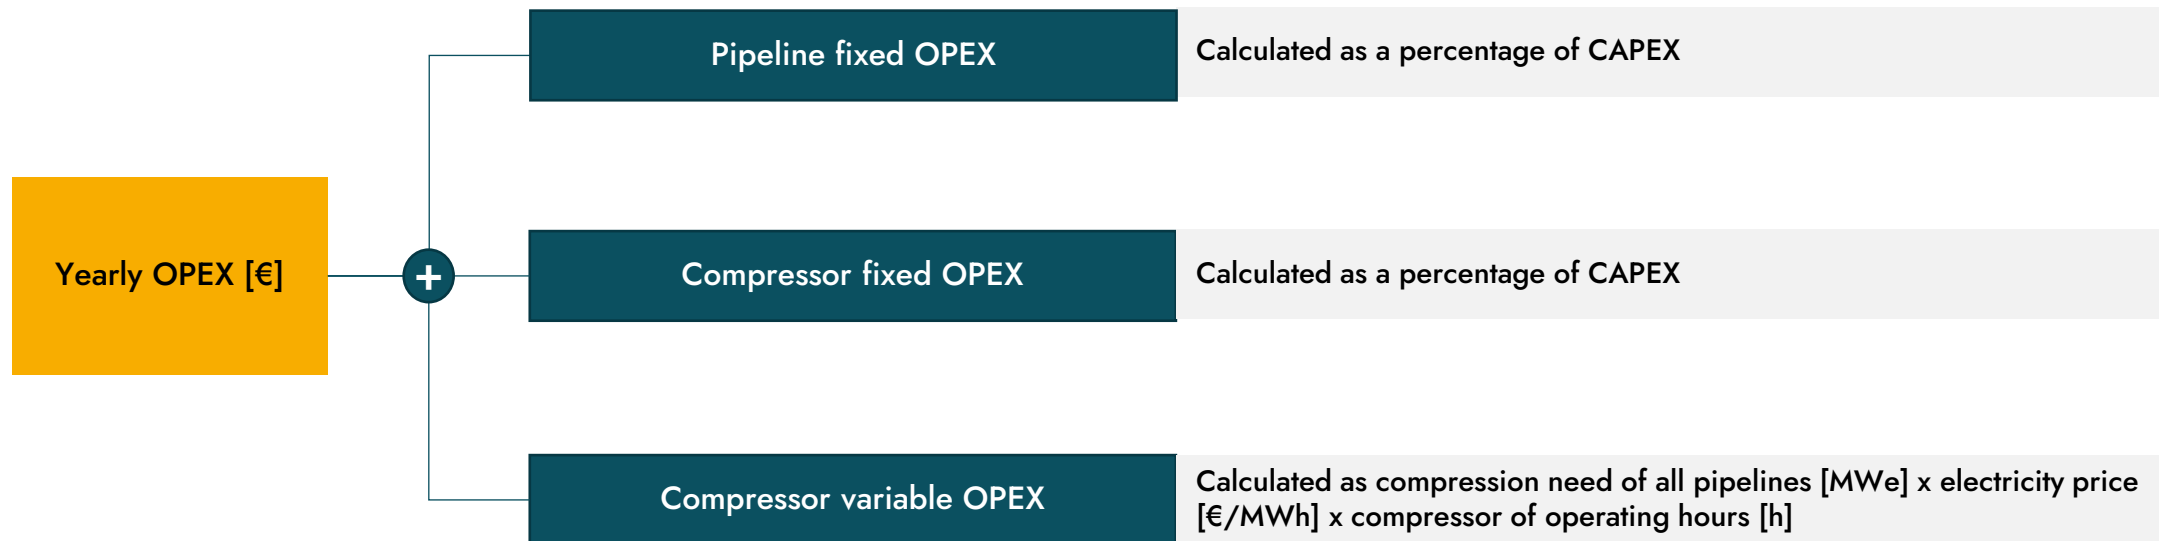 Pipeline fixed OPEX
Calculated as a percentage of CAPEX
Yearly OPEX [€]
+
Compressor fixed OPEX
Calculated as a percentage of CAPEX
Compressor variable OPEX
Calculated as compression need of all pipelines [MWe] x electricity price
[€/MWh] x compressor of operating hours [h]